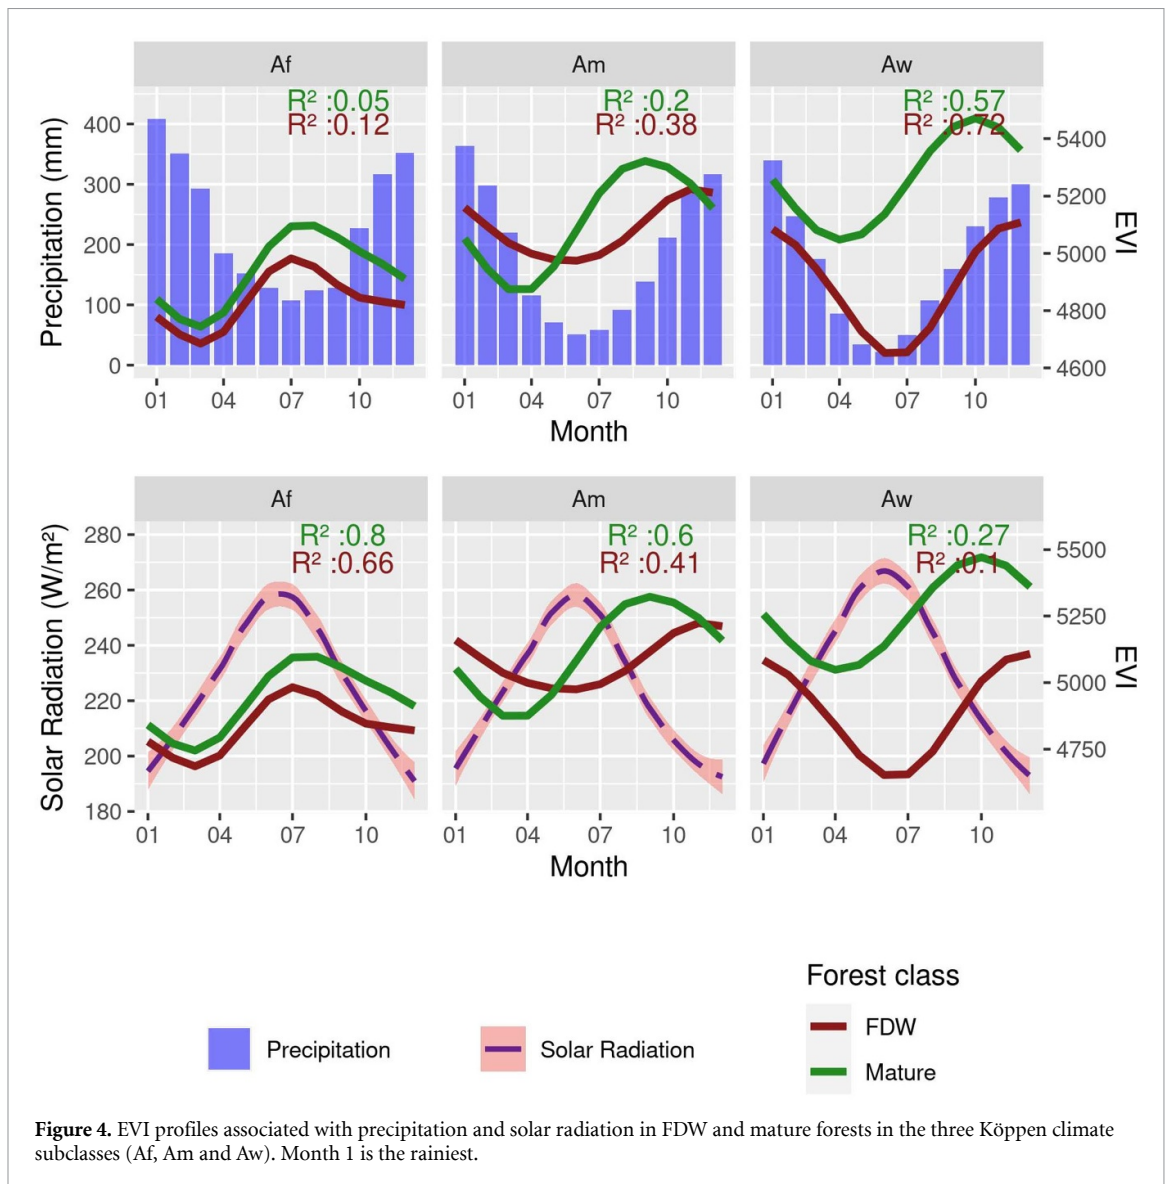 Af Am Aw
R² :0.05 R² :0.2 R² :0.57
R² :0.12 R² :0.38 R² :0.72
Precipitation (mm)
400
300
200
100
0
5400
5200
5000
4800
4600
EVI
01 04 07 10 01 04 07 10 01 04 07 10
Month
Af Am Aw
R² :0.8 R² :0.6 R² :0.27
R² :0.66 R² :0.41 R² :0.1
Solar Radiation (W/m²)
280
260
240
220
200
180
5500
5250
5000
4750
EVI
01 04 07 10 01 04 07 10 01 04 07 10
Month
Forest class
FDW
Precipitation Solar Radiation
Mature
Figure 4. EVI profiles associated with precipitation and solar radiation in FDW and mature forests in the three Köppen climate
subclasses (Af, Am and Aw). Month 1 is the rainiest.